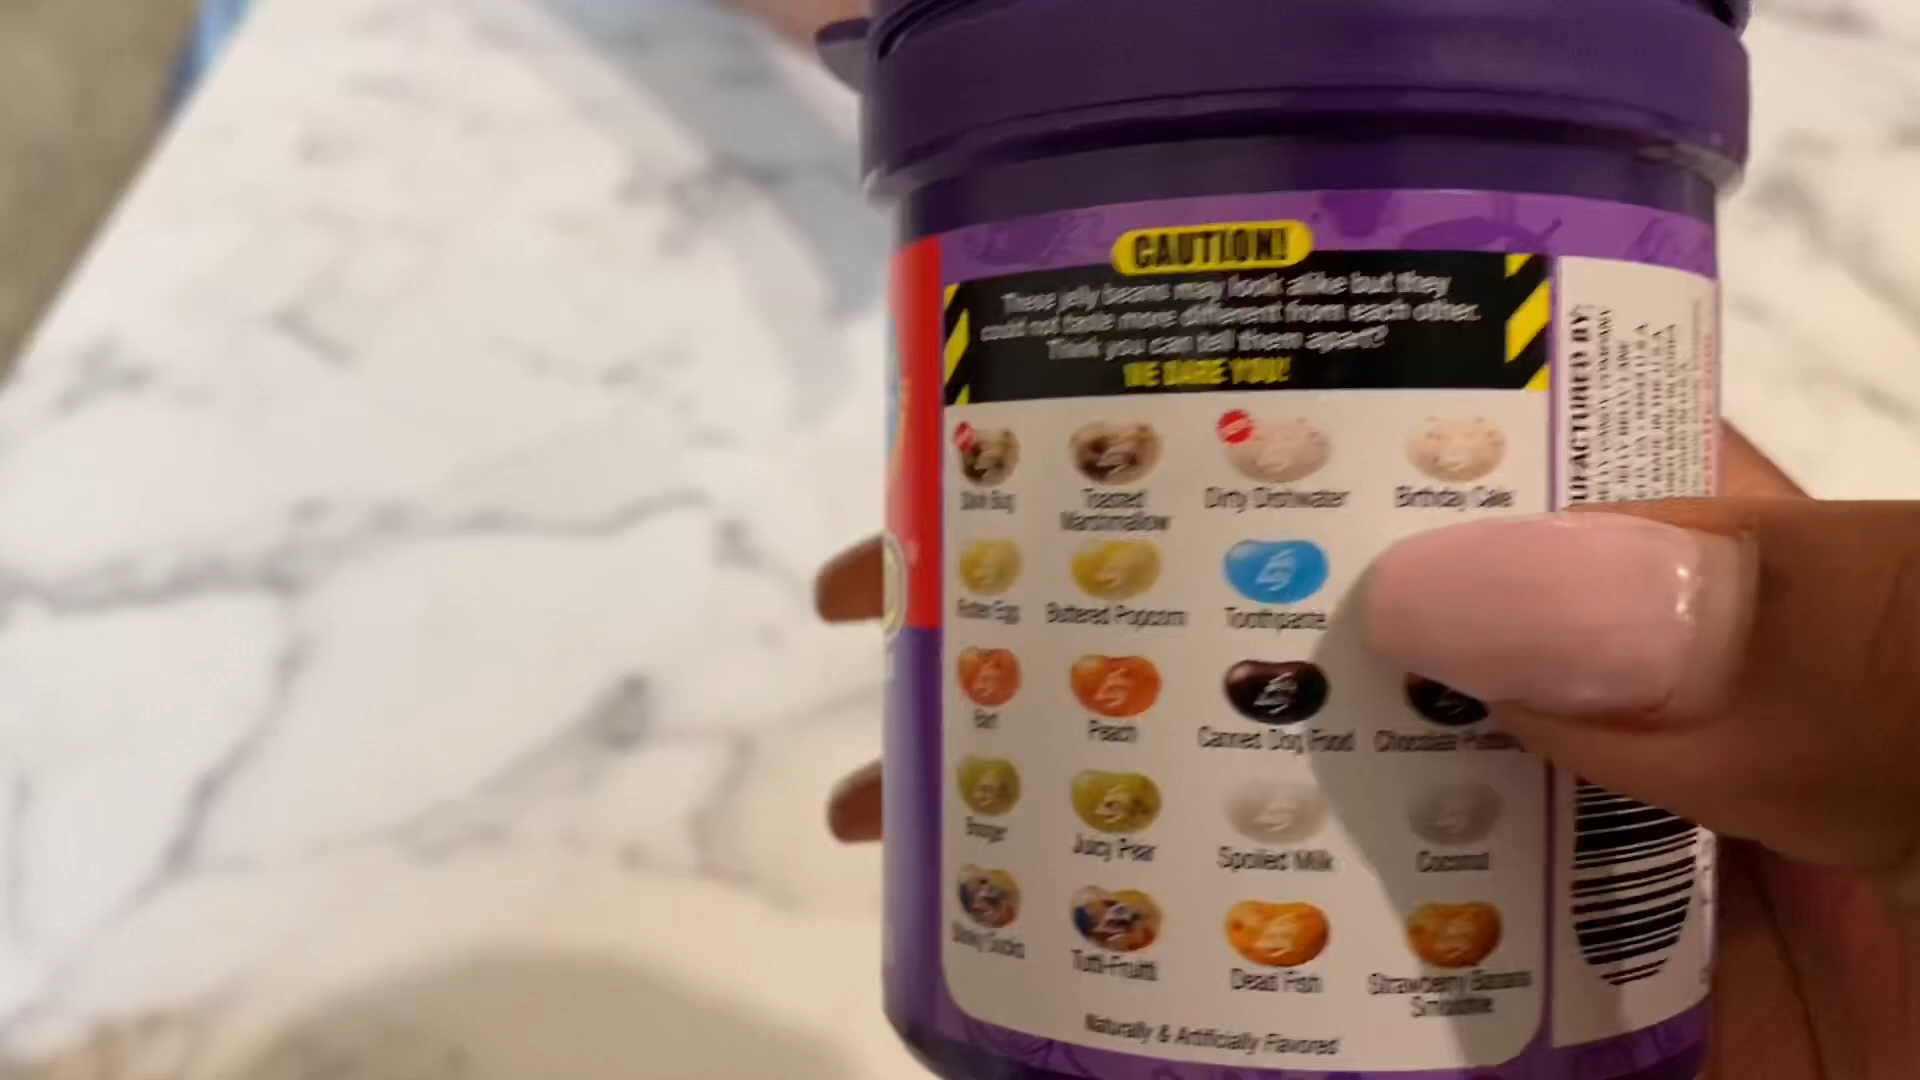 CAUTION!
These jelly beans may look alike but they
could not taste more different from each other.
Think you can tell them apart?
WE DARE YOU!
Stink Bug
Toasted
Marshmallow
Dirty Dishwater
Birthday Cake
Rotten Egg
Buttered Popcorn
Toothpaste
Barf
Peach
Canned Dog Food
Chocolate Pudding
Booger
Juicy Pear
Spoiled Milk
Coconut
Stinky Socks
Tutti-Fruitti
Dead Fish
Strawberry Banana
Smoothie
Naturally & Artificially Flavored